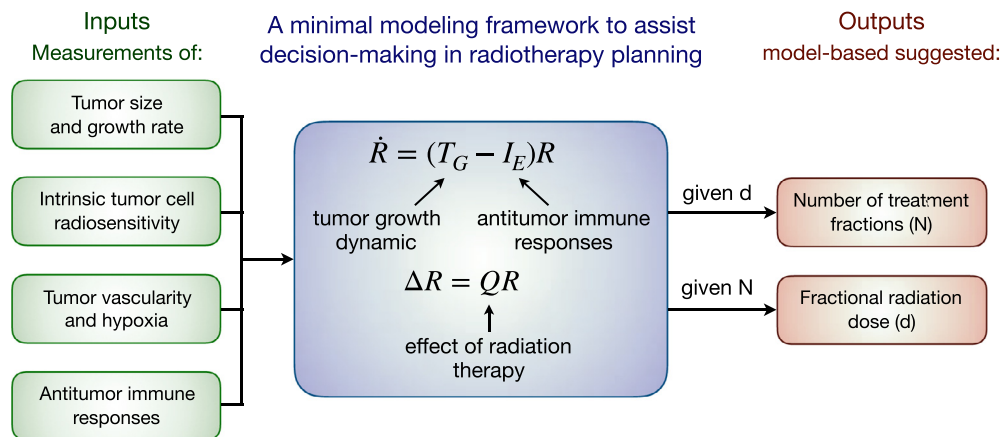 Inputs
Measurements of:
Tumor size
and growth rate
Intrinsic tumor cell
radiosensitivity
Tumor vascularity
and hypoxia
Antitumor immune
responses
A minimal modeling framework to assist
decision-making in radiotherapy planning
Ṙ = (T_G − I_E)R
tumor growth
dynamic
antitumor immune
responses
ΔR = QR
effect of radiation
therapy
given d
given N
Outputs
model-based suggested:
Number of treatment
fractions (N)
Fractional radiation
dose (d)